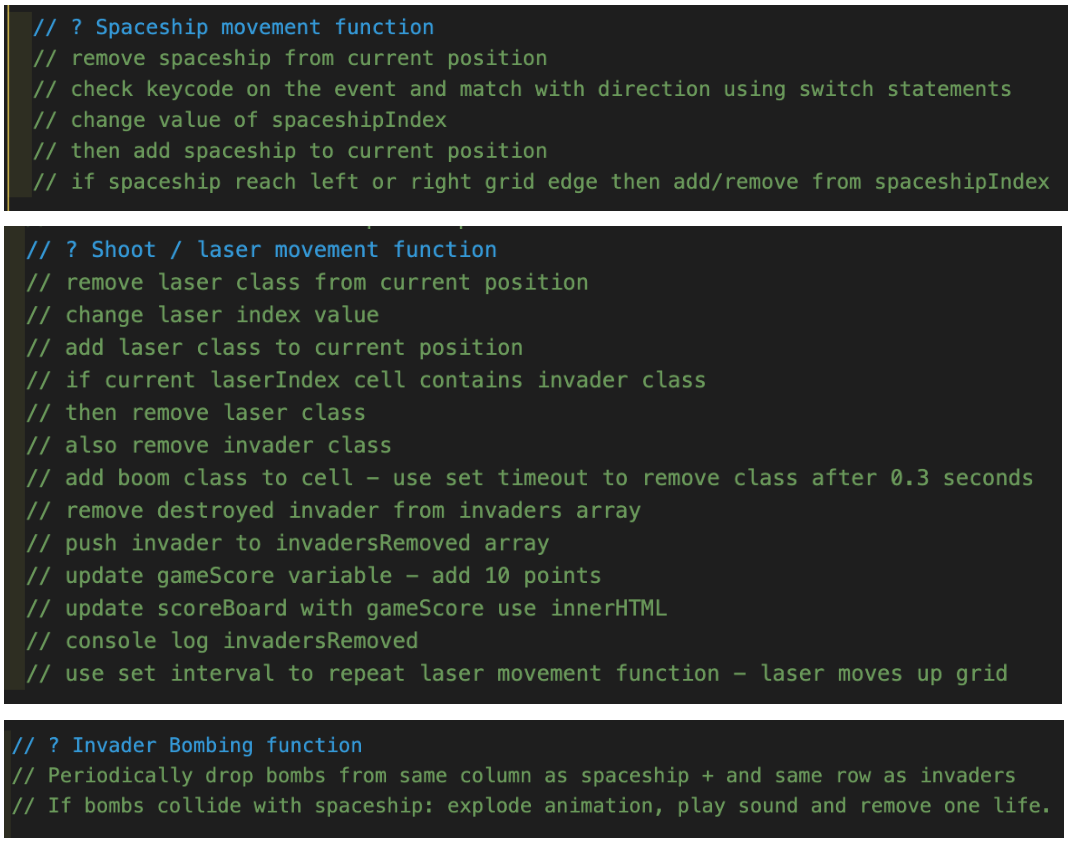 // ? Spaceship movement function
// remove spaceship from current position
// check keycode on the event and match with direction using switch statements
// change value of spaceshipIndex
// then add spaceship to current position
// if spaceship reach left or right grid edge then add/remove from spaceshipIndex
// ? Shoot / laser movement function
// remove laser class from current position
// change laser index value
// add laser class to current position
// if current laserIndex cell contains invader class
// then remove laser class
// also remove invader class
// add boom class to cell – use set timeout to remove class after 0.3 seconds
// remove destroyed invader from invaders array
// push invader to invadersRemoved array
// update gameScore variable – add 10 points
// update scoreBoard with gameScore use innerHTML
// console log invadersRemoved
// use set interval to repeat laser movement function – laser moves up grid
// ? Invader Bombing function
// Periodically drop bombs from same column as spaceship + and same row as invaders
// If bombs collide with spaceship: explode animation, play sound and remove one life.